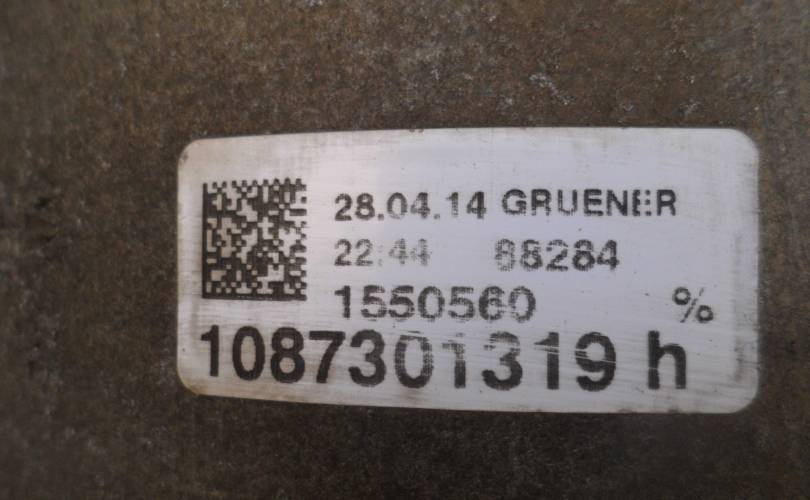 28.04.14 GRUENER
22:44 88284
1550560 %
1087301319 h